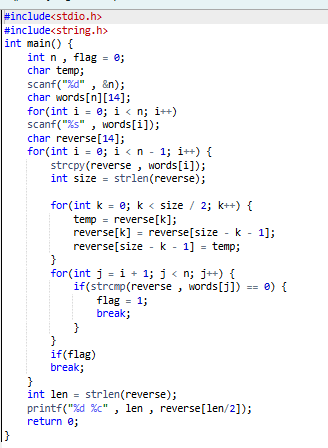 #include<stdio.h>
#include<string.h>
int main() {
    int n , flag = 0;
    char temp;
    scanf("%d" , &n);
    char words[n][14];
    for(int i = 0; i < n; i++)
    scanf("%s" , words[i]);
    char reverse[14];
    for(int i = 0; i < n - 1; i++) {
        strcpy(reverse , words[i]);
        int size = strlen(reverse);

        for(int k = 0; k < size / 2; k++) {
            temp = reverse[k];
            reverse[k] = reverse[size - k - 1];
            reverse[size - k - 1] = temp;
        }
        for(int j = i + 1; j < n; j++) {
            if(strcmp(reverse , words[j]) == 0) {
                flag = 1;
                break;
            }
        }
        if(flag)
        break;
    }
    int len = strlen(reverse);
    printf("%d %c" , len , reverse[len/2]);
    return 0;
}